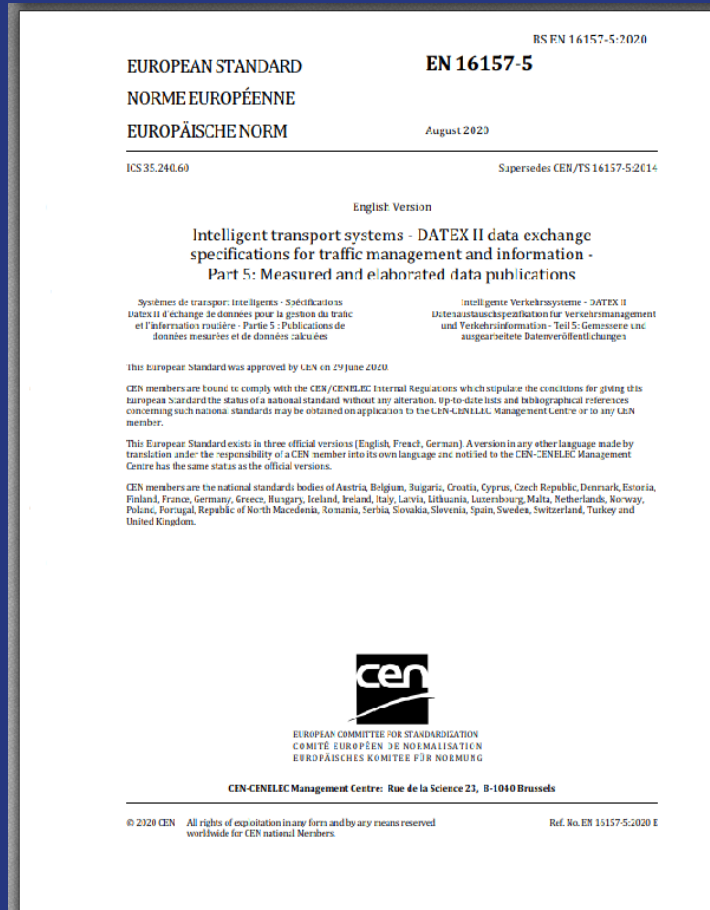 BS EN 16157-5:2020
EUROPEAN STANDARD
EN 16157-5
NORME EUROPÉENNE
EUROPÄISCHE NORM
August 2020
ICS 35.240.60
Supersedes CEN/TS 16157-5:2014
English Version
Intelligent transport systems - DATEX II data exchange
specifications for traffic management and information -
Part 5: Measured and elaborated data publications
Systèmes de transport intelligents - Spécifications
Datex II d'échange de données pour la gestion du trafic
et l'information routière - Partie 5 : Publications de
données mesurées et de données calculées
Intelligente Verkehrssysteme - DATEX II
Datenaustauschspezifikation für Verkehrsmanagement
und Verkehrsinformation - Teil 5: Gemessene und
ausgearbeitete Datenveröffentlichungen
This European Standard was approved by CEN on 29 June 2020.
CEN members are bound to comply with the CEN/CENELEC Internal Regulations which stipulate the conditions for giving this
European Standard the status of a national standard without any alteration. Up-to-date lists and bibliographical references
concerning such national standards may be obtained on application to the CEN-CENELEC Management Centre or to any CEN
member.
This European Standard exists in three official versions (English, French, German). A version in any other language made by
translation under the responsibility of a CEN member into its own language and notified to the CEN-CENELEC Management
Centre has the same status as the official versions.
CEN members are the national standards bodies of Austria, Belgium, Bulgaria, Croatia, Cyprus, Czech Republic, Denmark, Estonia,
Finland, France, Germany, Greece, Hungary, Iceland, Ireland, Italy, Latvia, Lithuania, Luxembourg, Malta, Netherlands, Norway,
Poland, Portugal, Republic of North Macedonia, Romania, Serbia, Slovakia, Slovenia, Spain, Sweden, Switzerland, Turkey and
United Kingdom.
cen
EUROPEAN COMMITTEE FOR STANDARDIZATION
COMITÉ EUROPÉEN DE NORMALISATION
EUROPÄISCHES KOMITEE FÜR NORMUNG
CEN-CENELEC Management Centre: Rue de la Science 23, B-1040 Brussels
© 2020 CEN All rights of exploitation in any form and by any means reserved
worldwide for CEN national Members.
Ref. No. EN 16157-5:2020 E